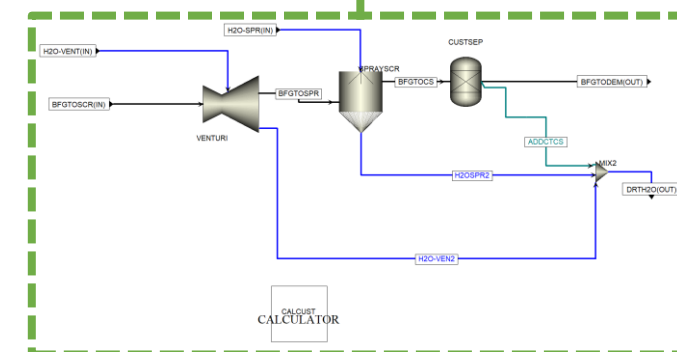 H2O-SPR(IN)
H2O-VENT(IN)
CUSTSEP
PRAYSCR
BFGTOCS
BFGTODEM(OUT)
BFGTOSPR
BFGTOSCR(IN)
VENTURI
ADDCTCS
MIX2
H2OSPR2
DRTH2O(OUT)
H2O-VEN2
CALCUST
CALCULATOR